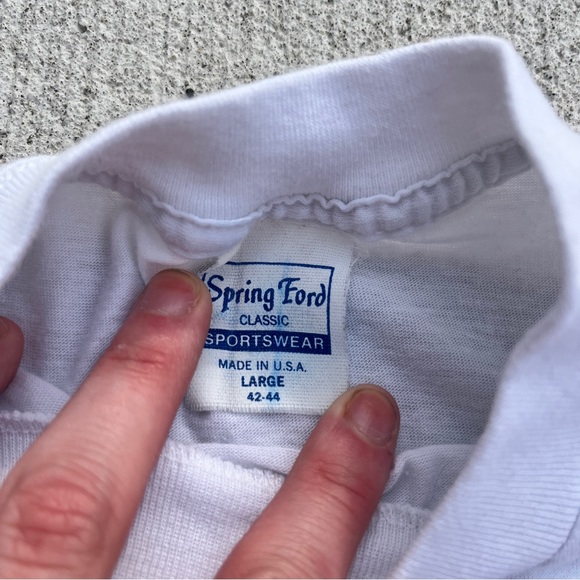 Spring Ford
CLASSIC
SPORTSWEAR
MADE IN U.S.A.
LARGE
42-44